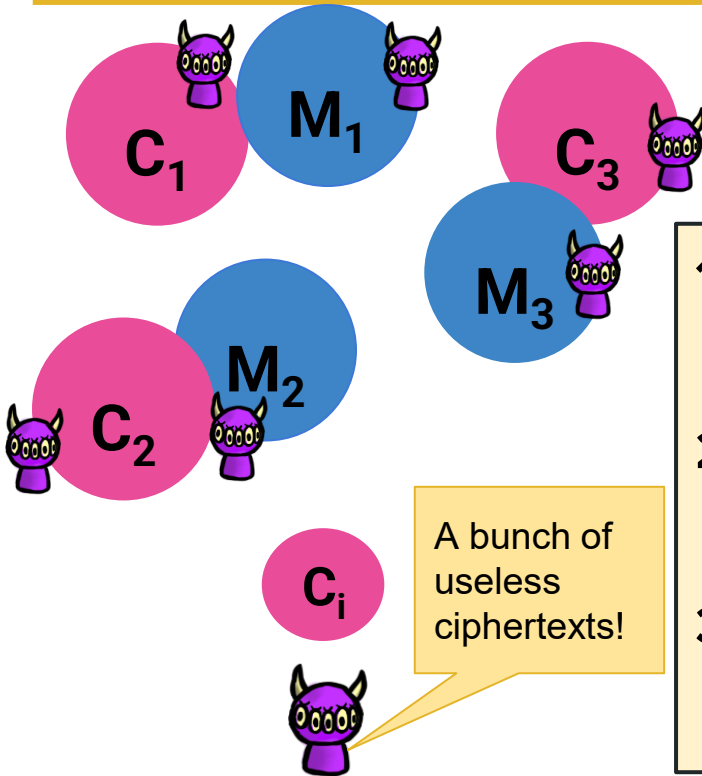 C₁
M₁
C₃
M₃
M₂
C₂
Cᵢ
A bunch of
useless
ciphertexts!